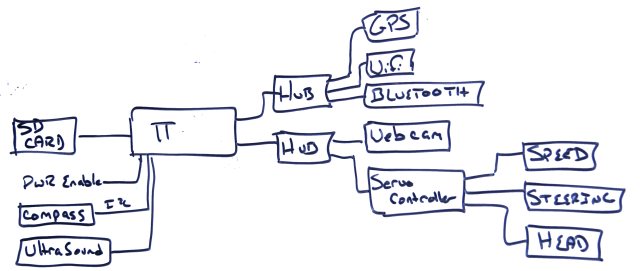 GPS
WiFi
HUB
BLUETOOTH
SD
CARD
π
HUB
Webcam
SPEED
PWR Enable
Servo
Controller
Compass
I²C
STEERING
UltraSound
HEAD